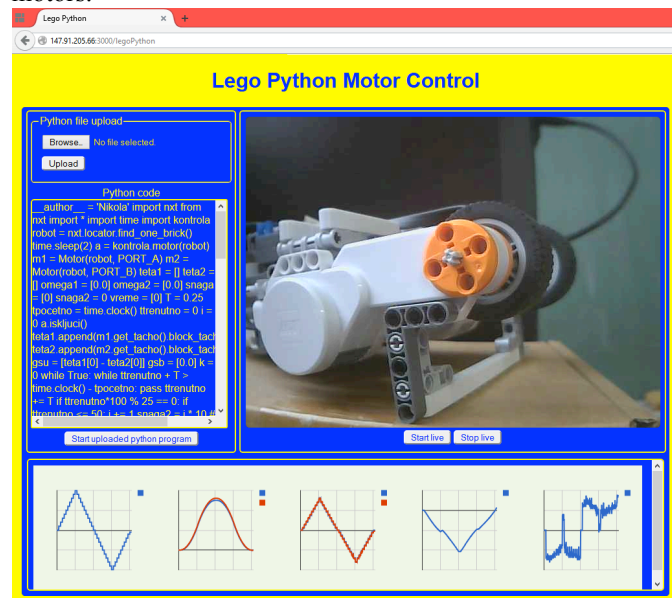 motors.
Lego Python
147.91.205.66:3000/legoPython
Lego Python Motor Control
Python file upload
Browse.. No file selected.
Upload
Python code
__author__ = 'Nikola' import nxt from
nxt import * import time import kontrola
robot = nxt.locator.find_one_brick()
time.sleep(2) a = kontrola.motor(robot)
m1 = Motor(robot, PORT_A) m2 =
Motor(robot, PORT_B) teta1 = [] teta2 =
[] omega1 = [0.0] omega2 = [0.0] snaga
= [0] snaga2 = 0 vreme = [0] T = 0.25
tpocetno = time.clock() ttrenutno = 0 i =
0 a.iskljuci()
teta1.append(m1.get_tacho().block_tach
teta2.append(m2.get_tacho().block_tach
gsu = [teta1[0] - teta2[0]] gsb = [0.0] k =
0 while True: while ttrenutno + T >
time.clock() - tpocetno: pass ttrenutno
+= T if ttrenutno*100 % 25 == 0: if
ttrenutno <= 50: i += 1 snaga2 = i * 10 #
Start uploaded python program
Start live Stop live